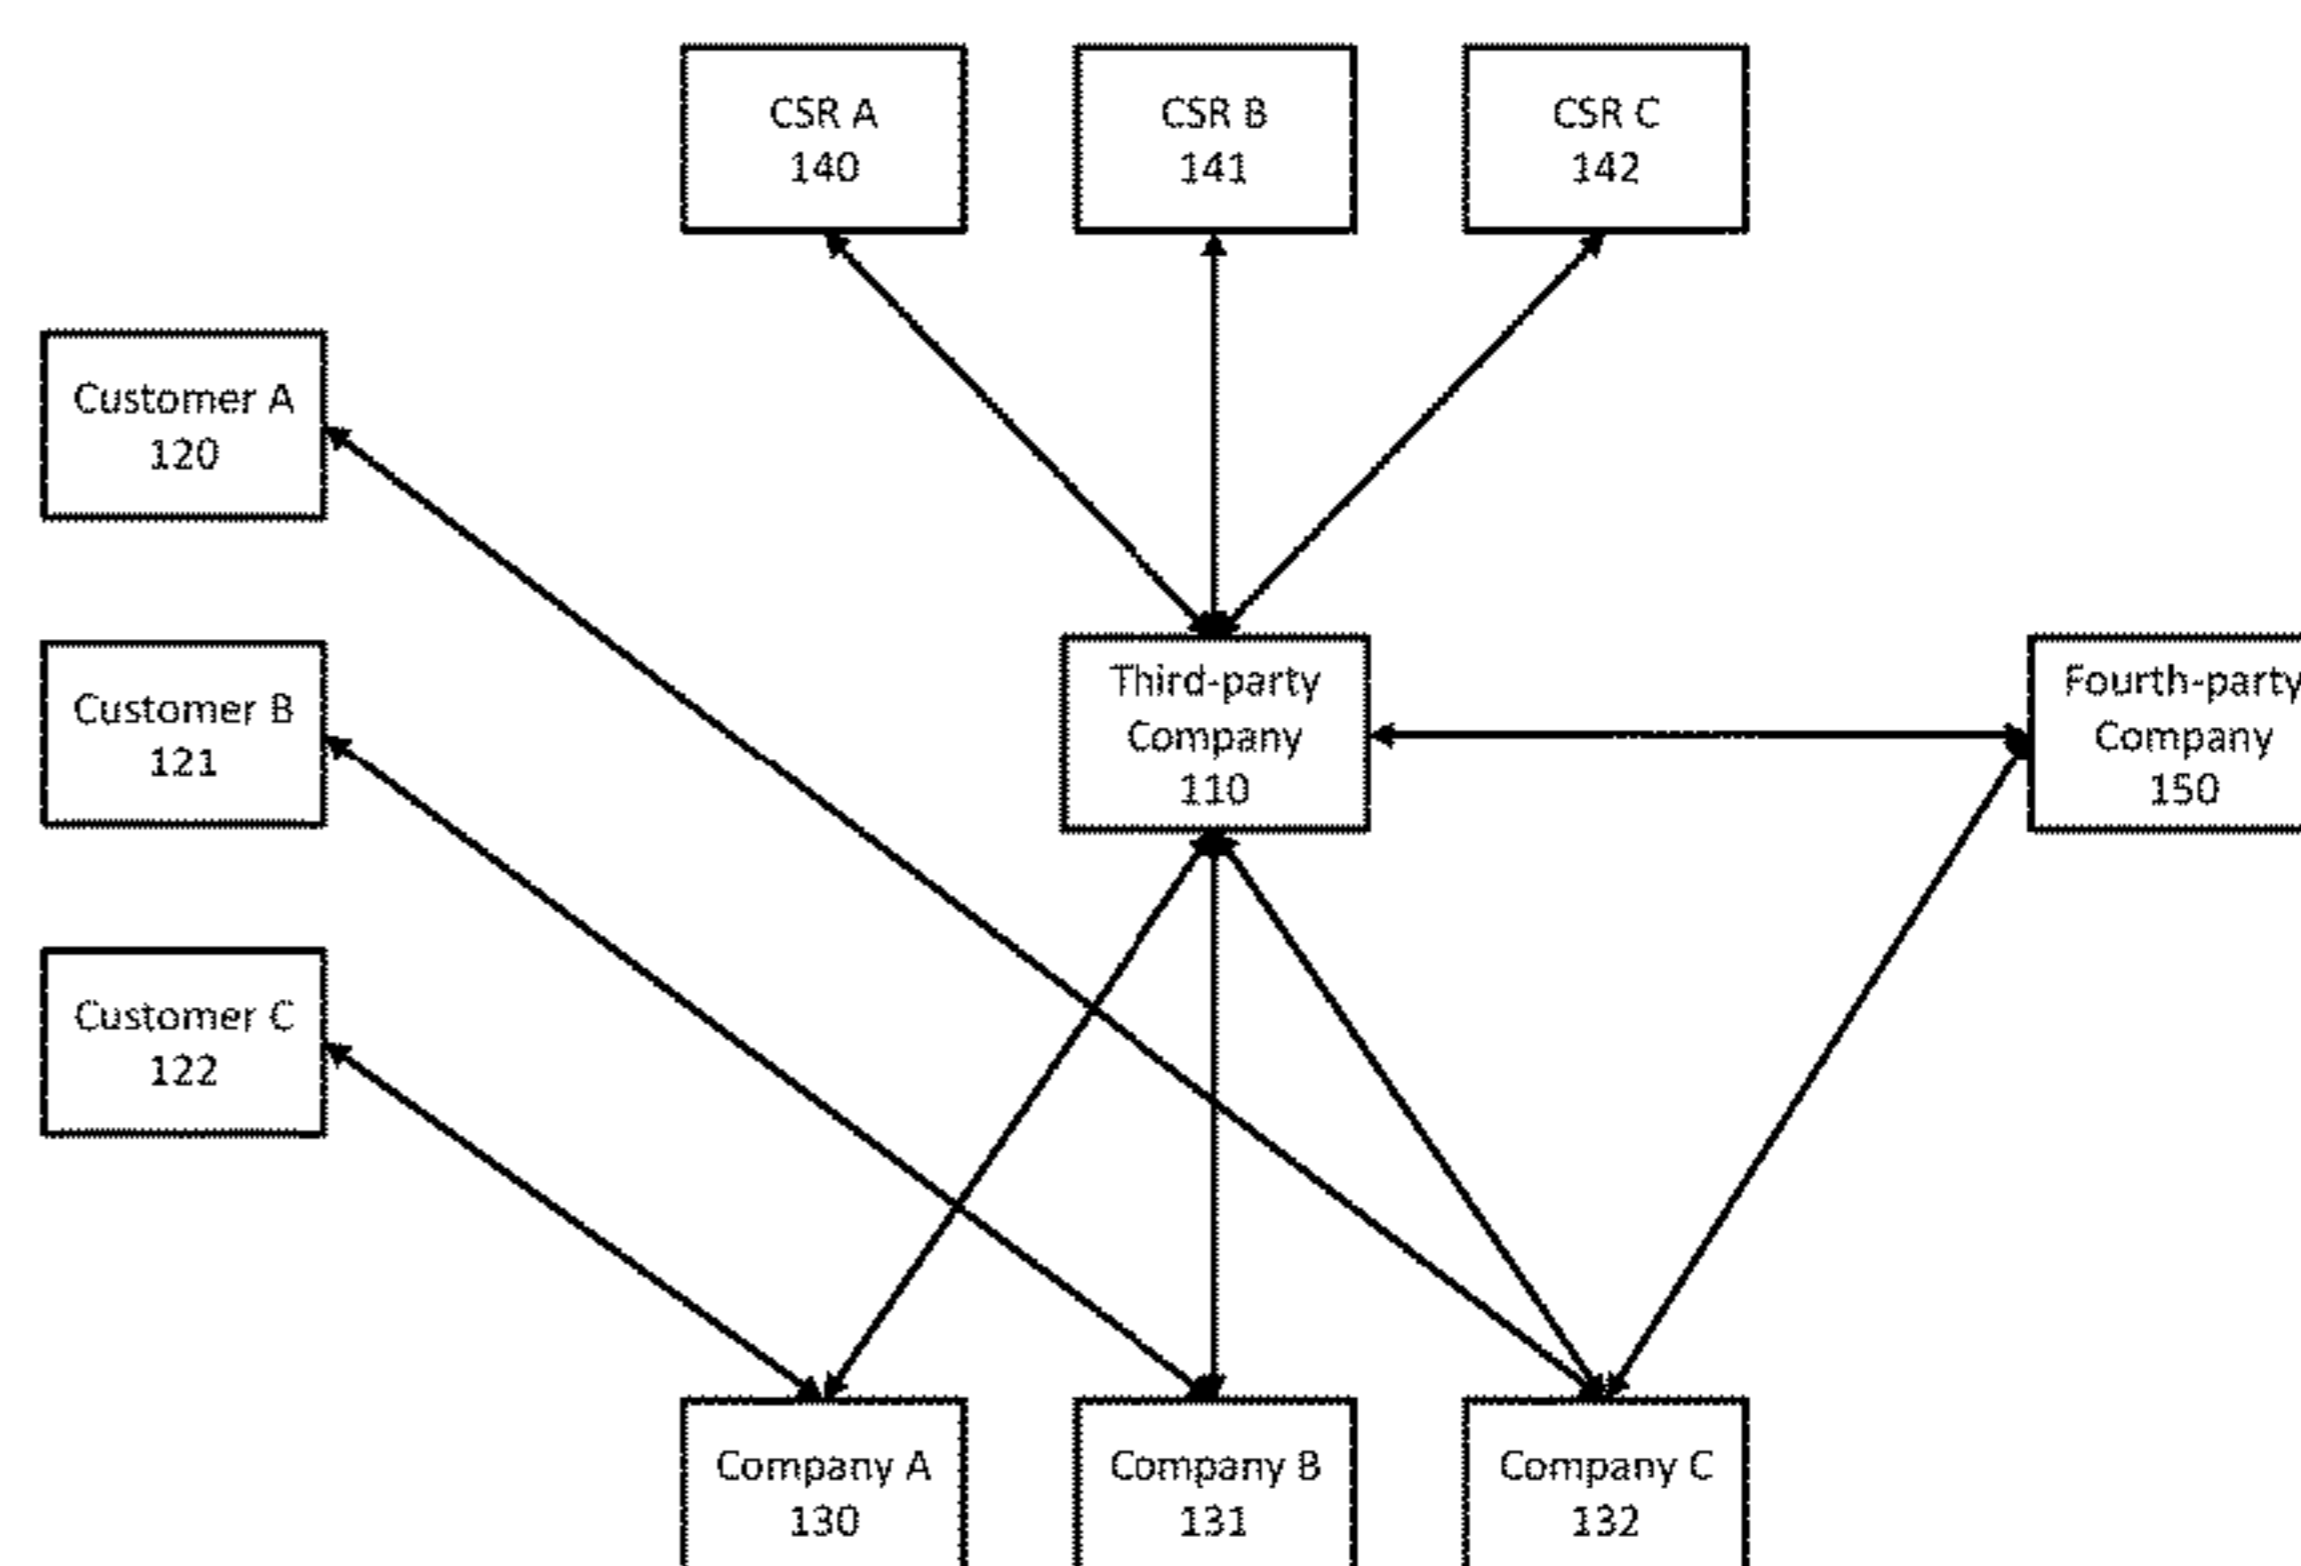 CSR A
140
CSR B
141
CSR C
142
Customer A
120
Customer B
121
Customer C
122
Third-party
Company
110
Fourth-party
Company
150
Company A
130
Company B
131
Company C
132